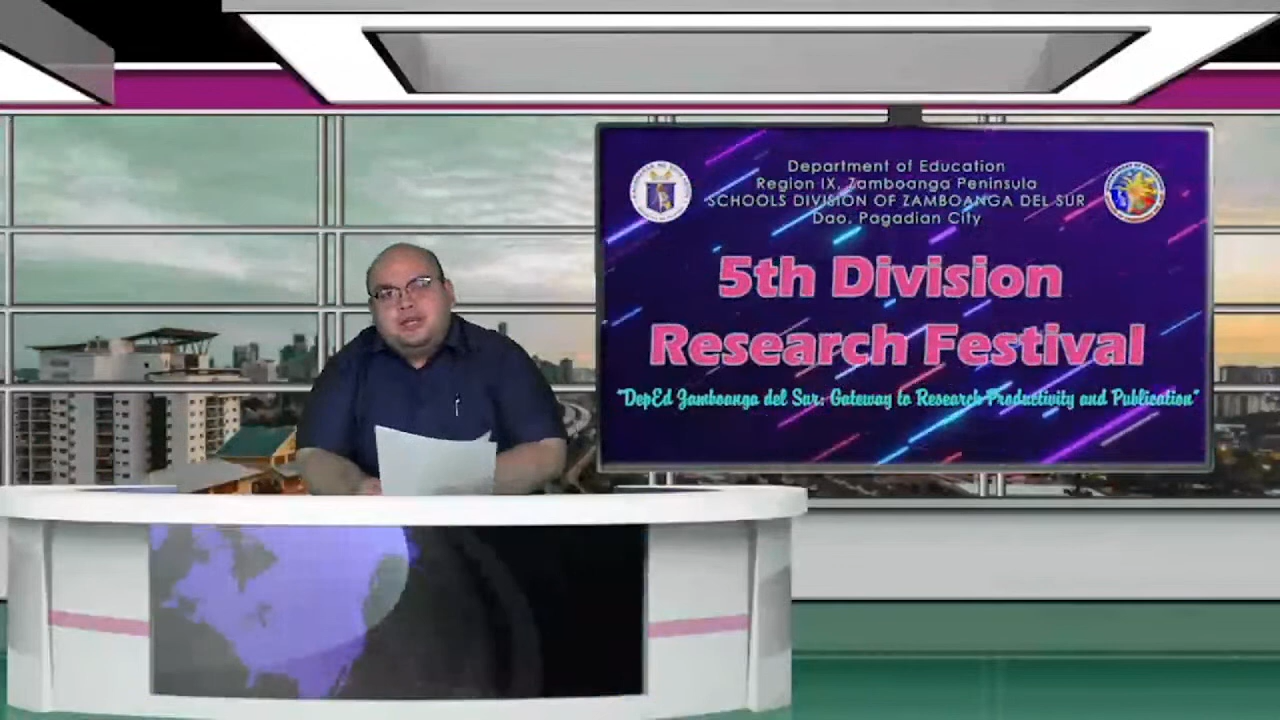 Department of Education
Region IX, Zamboanga Peninsula
SCHOOLS DIVISION OF ZAMBOANGA DEL SUR
Dao, Pagadian City
5th Division
Research Festival
"DepEd Zamboanga del Sur: Gateway to Research Productivity and Publication"